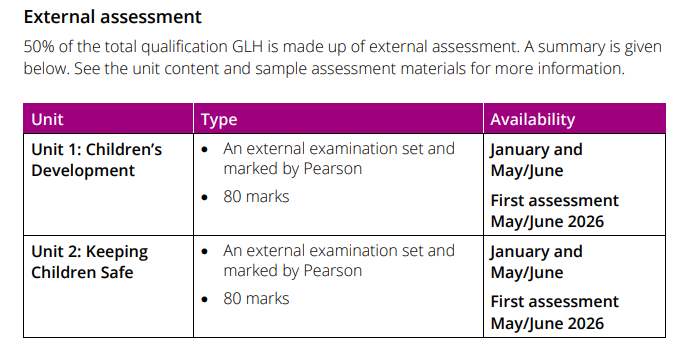 External assessment
50% of the total qualification GLH is made up of external assessment. A summary is given
below. See the unit content and sample assessment materials for more information.
Unit
Type
Availability
Unit 1: Children’s
Development
• An external examination set and
marked by Pearson
• 80 marks
January and
May/June
First assessment
May/June 2026
Unit 2: Keeping
Children Safe
• An external examination set and
marked by Pearson
• 80 marks
January and
May/June
First assessment
May/June 2026